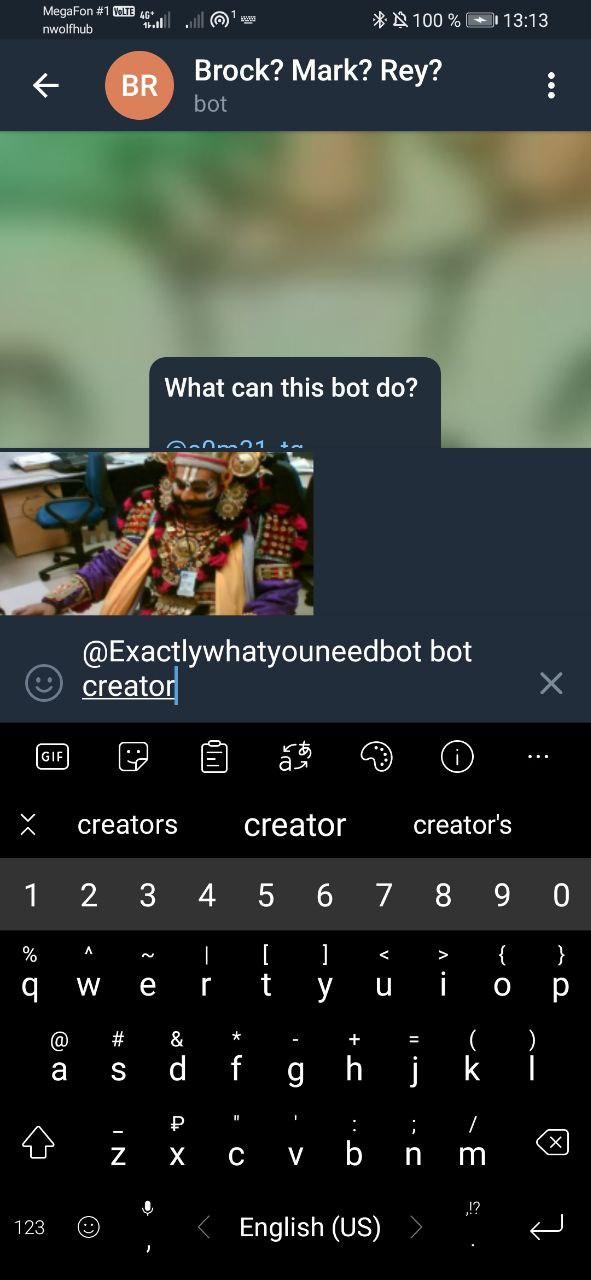 MegaFon #1 VoLTE 4G+ 1 100 % 13:13
nwolfhub
BR Brock? Mark? Rey?
bot
What can this bot do?
@Exactlywhatyouneedbot bot
creator
GIF
creators creator creator's
1 2 3 4 5 6 7 8 9 0
% ^ ~ | [ ] < > { }
q w e r t y u i o p
@ # & * - + = ( )
a s d f g h j k l
_ ₽ " ' : ; /
z x c v b n m
,!?
123 , < English (US) > .